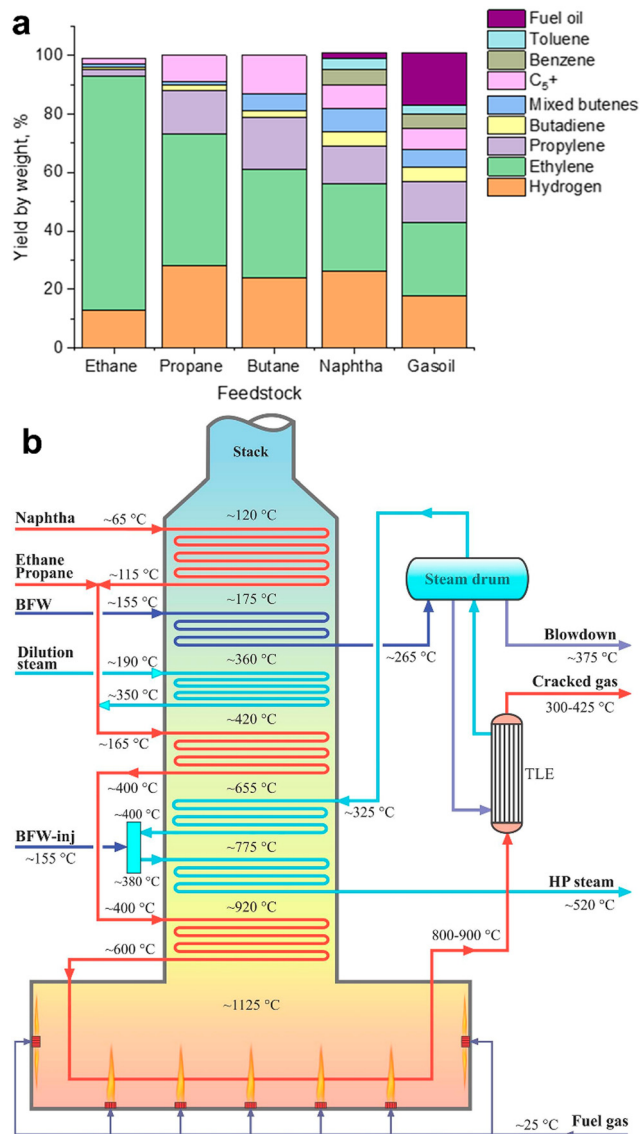 a
Fuel oil
Toluene
Benzene
C₅+
Mixed butenes
Butadiene
Propylene
Ethylene
Hydrogen
Yield by weight, %
100
80
60
40
20
0
Ethane Propane Butane Naphtha Gasoil
Feedstock
b
Stack
Naphtha
~65 °C
~120 °C
Ethane
Propane
~115 °C
BFW
~155 °C
~175 °C
Steam drum
Dilution
steam
~190 °C
~360 °C
~265 °C
Blowdown
~375 °C
~350 °C
Cracked gas
300-425 °C
~420 °C
~165 °C
TLE
~400 °C
~655 °C
~325 °C
~400 °C
BFW-inj
~155 °C
~775 °C
~380 °C
HP steam
~520 °C
~400 °C
~920 °C
800-900 °C
~600 °C
~1125 °C
~25 °C
Fuel gas